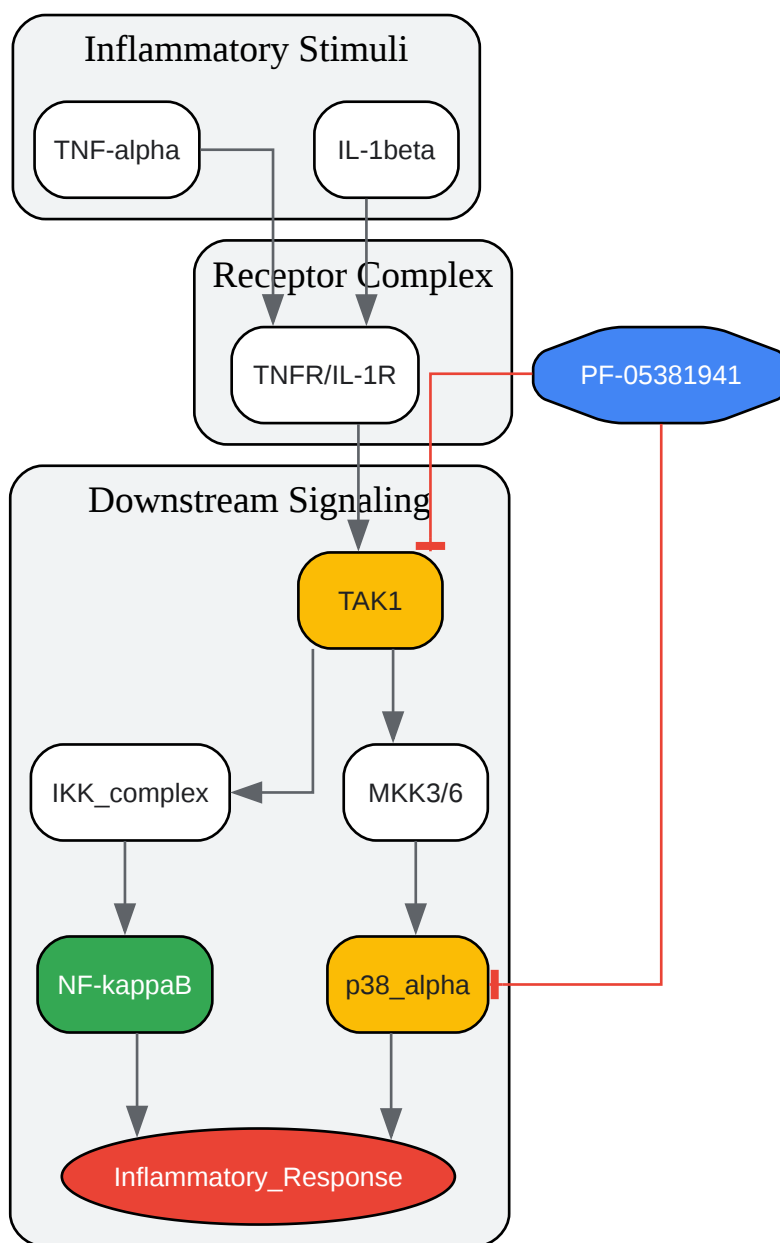 Inflammatory Stimuli
TNF-alpha
IL-1beta
Receptor Complex
TNFR/IL-1R
PF-05381941
Downstream Signaling
TAK1
IKK_complex
MKK3/6
NF-kappaB
p38_alpha
Inflammatory_Response